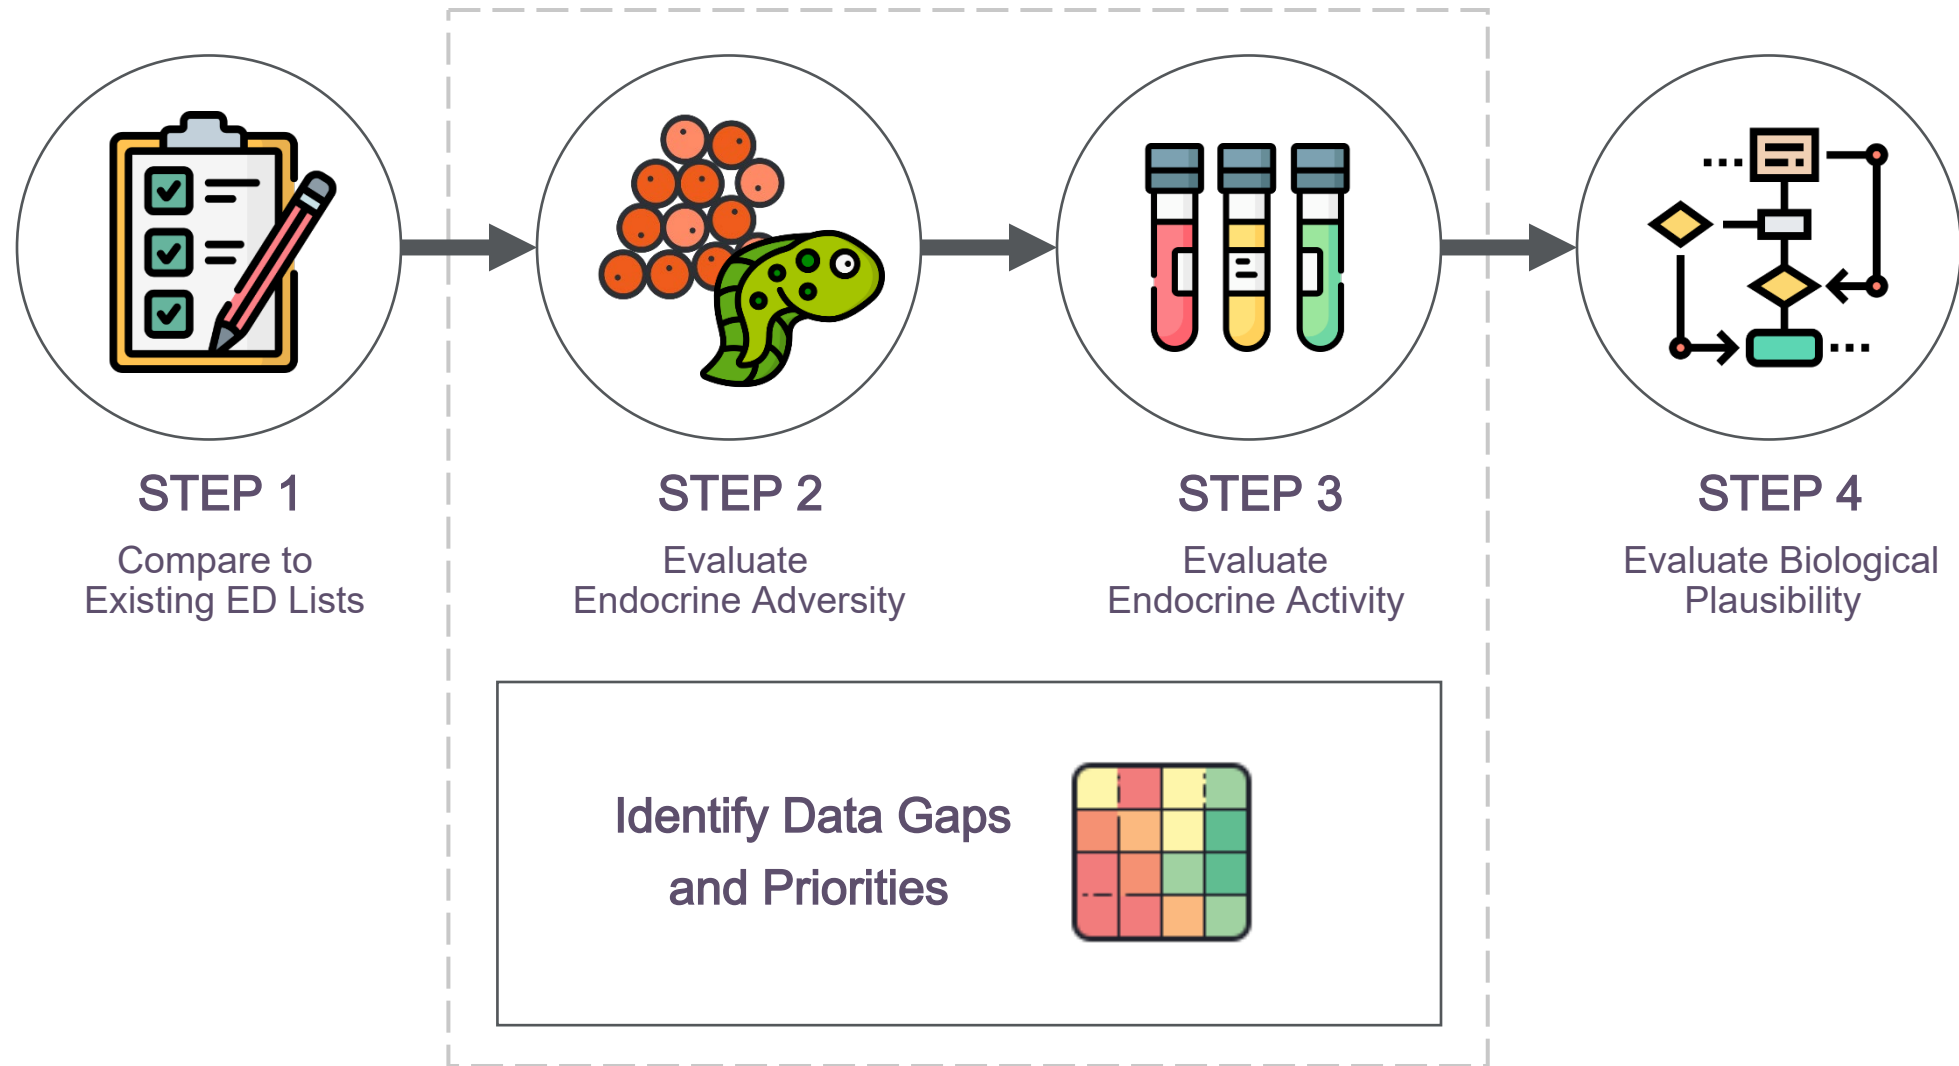 STEP 1
Compare to
Existing ED Lists
STEP 2
Evaluate
Endocrine Adversity
STEP 3
Evaluate
Endocrine Activity
STEP 4
Evaluate Biological
Plausibility
Identify Data Gaps
and Priorities